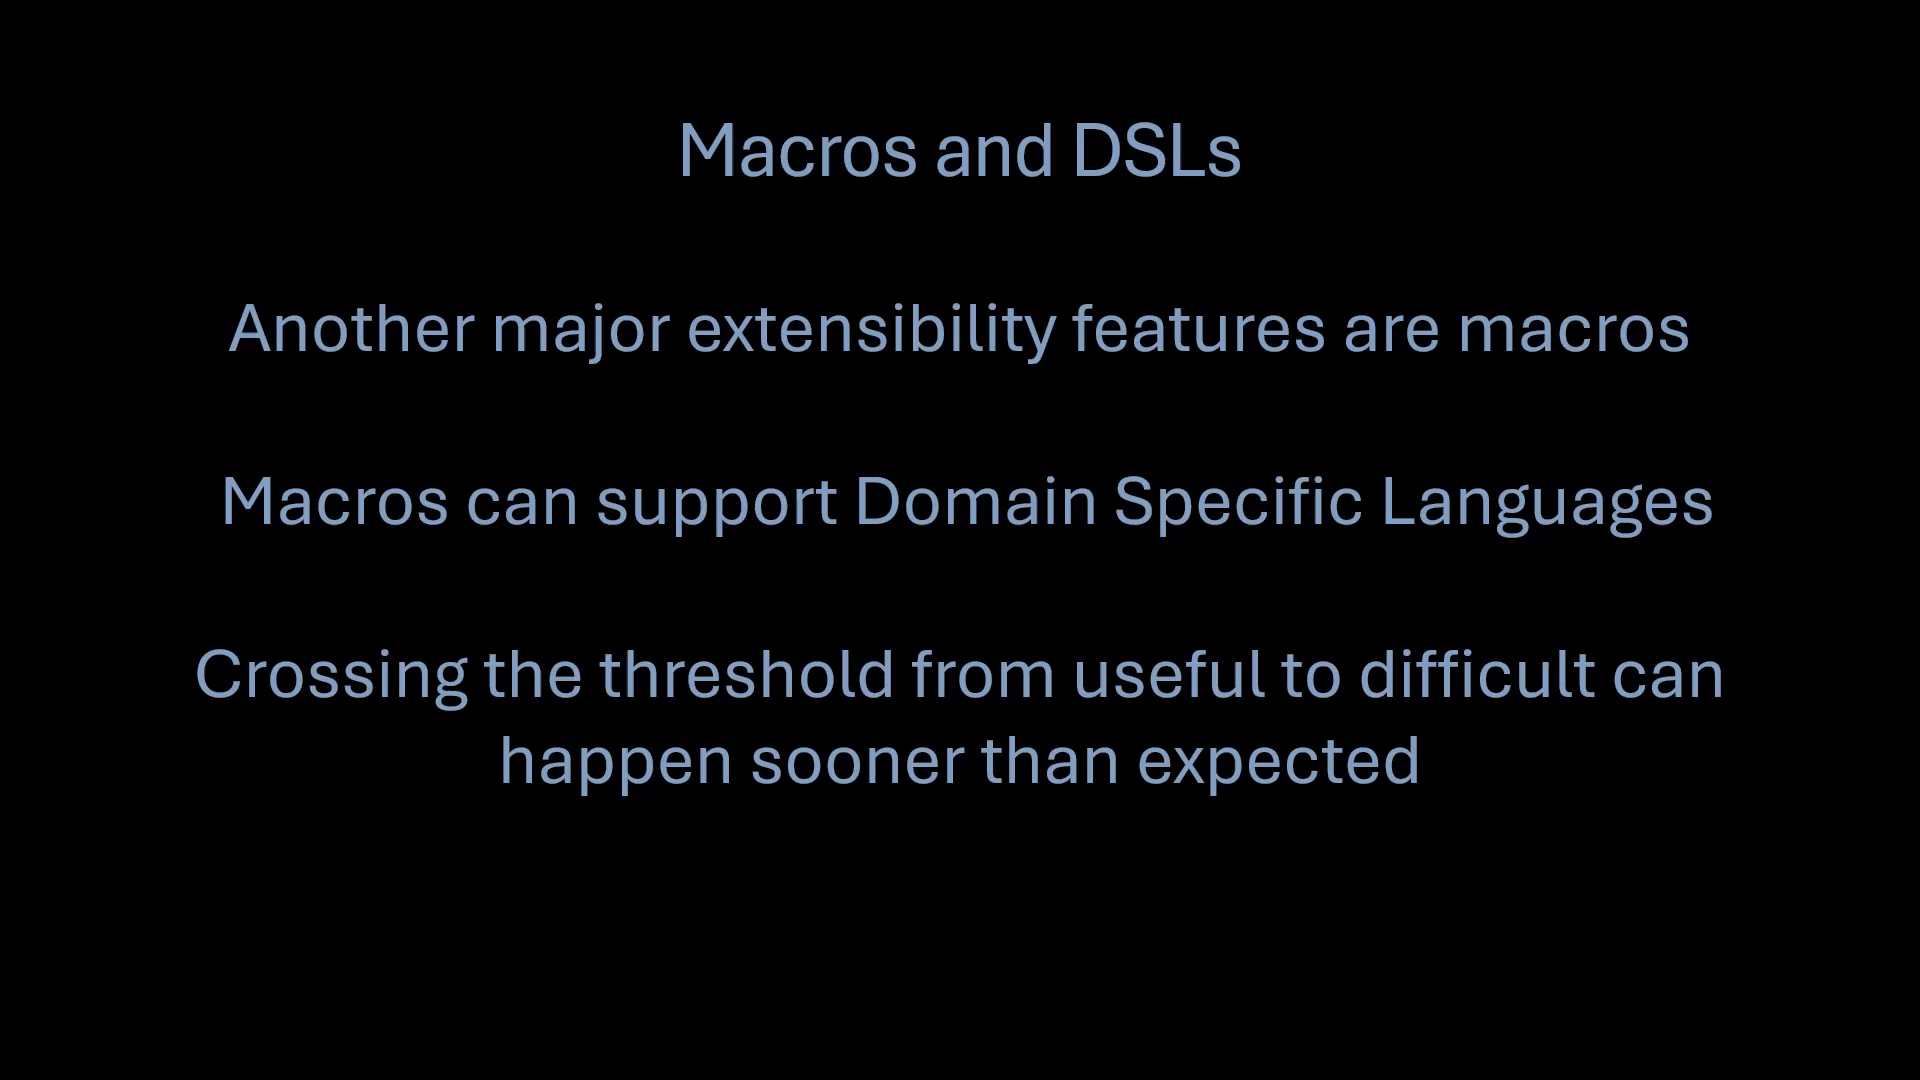 Macros and DSLs
Another major extensibility features are macros
Macros can support Domain Specific Languages
Crossing the threshold from useful to difficult can
happen sooner than expected